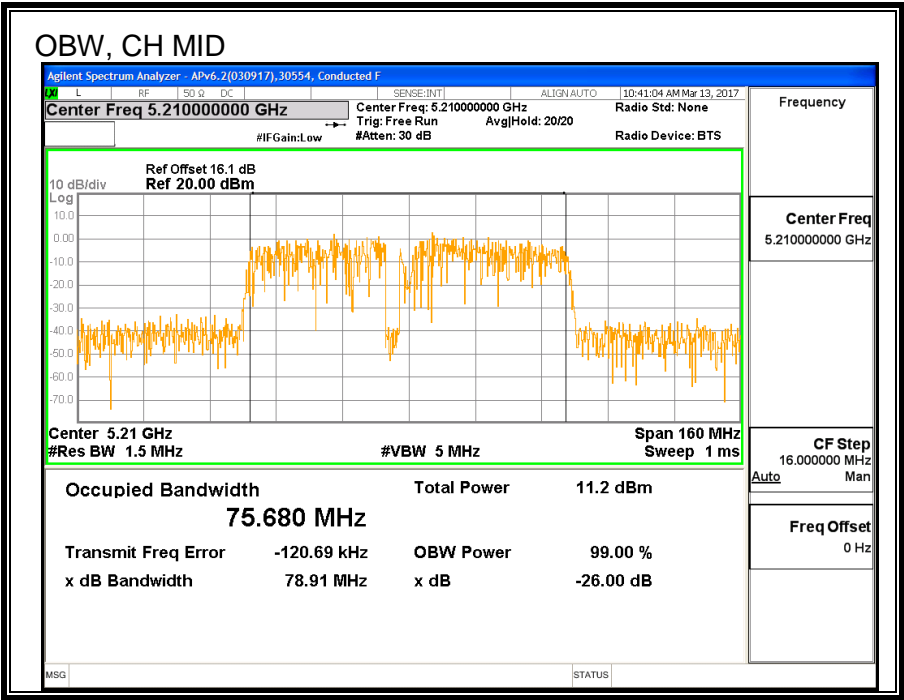 OBW, CH MID
Agilent Spectrum Analyzer - APv6.2(030917),30554, Conducted F
LXI L RF 50 Ω DC SENSE:INT ALIGN AUTO 10:41:04 AM Mar 13, 2017
Center Freq 5.210000000 GHz
Center Freq: 5.210000000 GHz Radio Std: None
Trig: Free Run Avg|Hold: 20/20
#IFGain:Low #Atten: 30 dB Radio Device: BTS
Ref Offset 16.1 dB
10 dB/div Ref 20.00 dBm
Log
10.0
0.00
-10.0
-20.0
-30.0
-40.0
-50.0
-60.0
-70.0
Center 5.21 GHz Span 160 MHz
#Res BW 1.5 MHz #VBW 5 MHz Sweep 1 ms
Occupied Bandwidth Total Power 11.2 dBm
75.680 MHz
Transmit Freq Error -120.69 kHz OBW Power 99.00 %
x dB Bandwidth 78.91 MHz x dB -26.00 dB
MSG STATUS
Frequency
Center Freq
5.210000000 GHz
CF Step
16.000000 MHz
Auto Man
Freq Offset
0 Hz